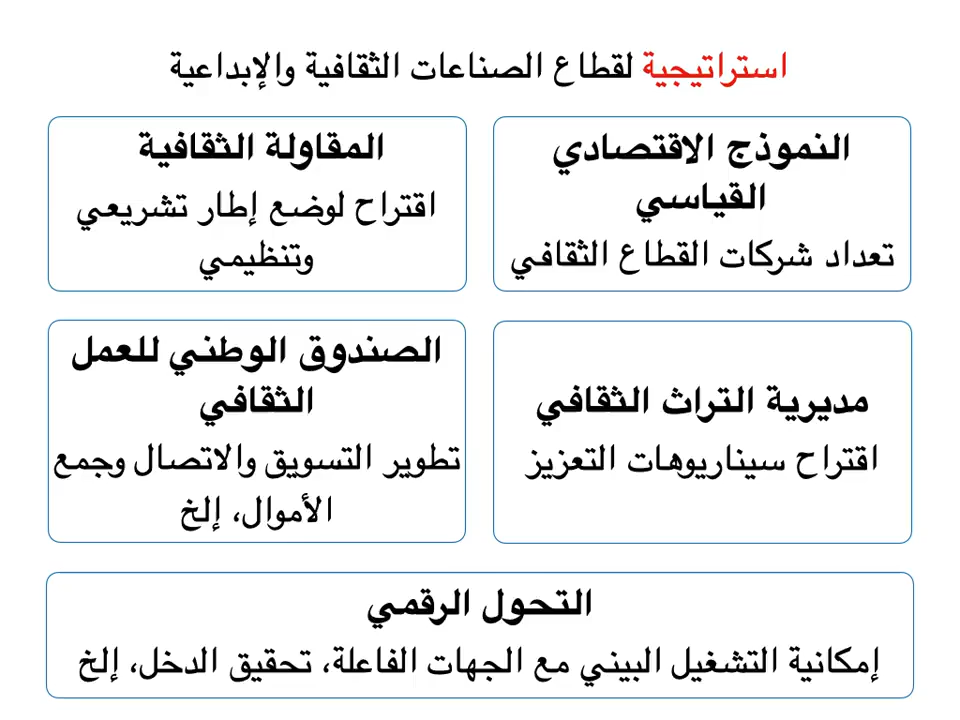 استراتيجية لقطاع الصناعات الثقافية والإبداعية
النموذج الاقتصادي
القياسي
تعداد شركات القطاع الثقافي
المقاولة الثقافية
اقتراح لوضع إطار تشريعي
وتنظيمي
مديرية التراث الثقافي
اقتراح سيناريوهات التعزيز
الصندوق الوطني للعمل
الثقافي
تطوير التسويق والاتصال وجمع
الأموال، إلخ
التحول الرقمي
إمكانية التشغيل البيني مع الجهات الفاعلة، تحقيق الدخل، إلخ